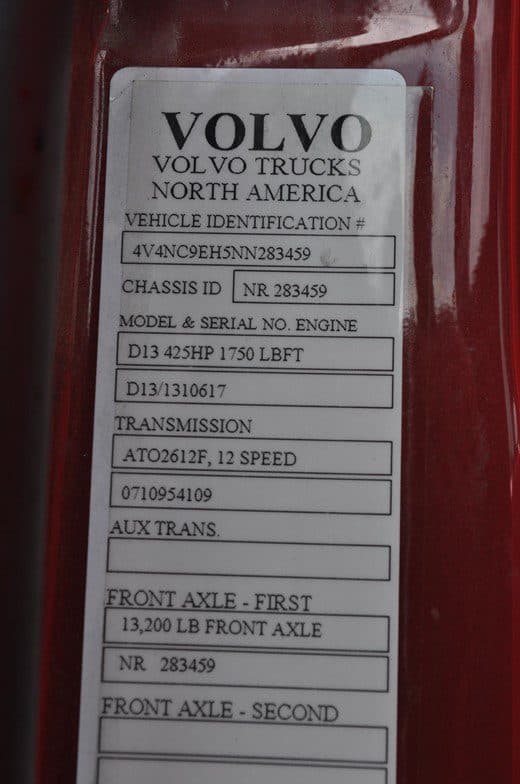 VOLVO
VOLVO TRUCKS
NORTH AMERICA
VEHICLE IDENTIFICATION #
4V4NC9EH5NN283459
CHASSIS ID NR 283459
MODEL & SERIAL NO. ENGINE
D13 425HP 1750 LBFT
D13/1310617
TRANSMISSION
ATO2612F, 12 SPEED
0710954109
AUX TRANS.
FRONT AXLE - FIRST
13,200 LB FRONT AXLE
NR 283459
FRONT AXLE - SECOND